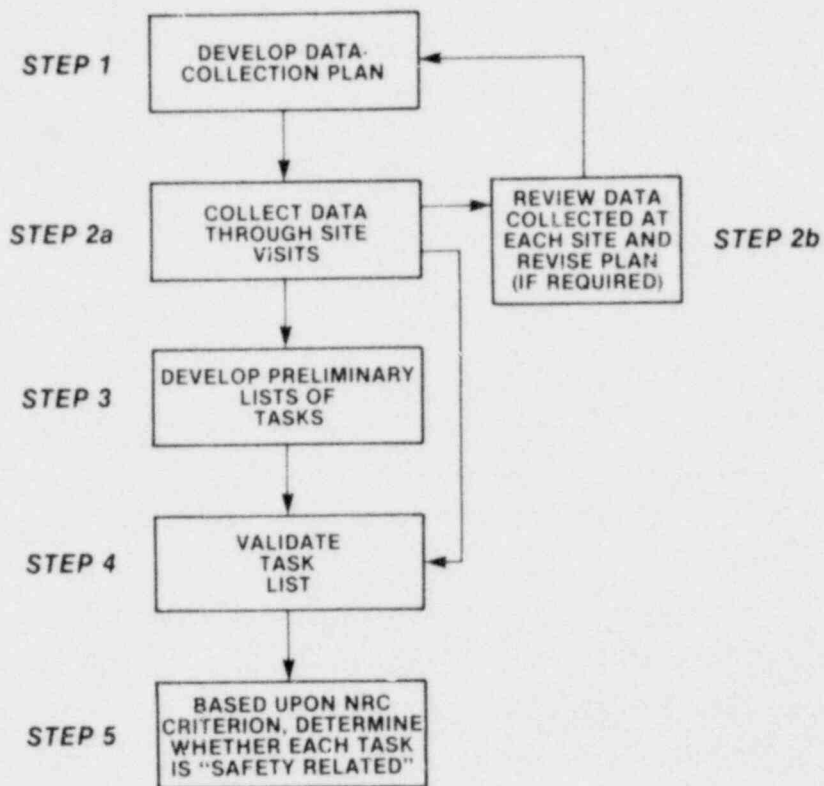 STEP 1
DEVELOP DATA-
COLLECTION PLAN
STEP 2a
COLLECT DATA
THROUGH SITE
VISITS
REVIEW DATA
COLLECTED AT
EACH SITE AND
REVISE PLAN
(IF REQUIRED)
STEP 2b
STEP 3
DEVELOP PRELIMINARY
LISTS OF
TASKS
STEP 4
VALIDATE
TASK
LIST
STEP 5
BASED UPON NRC
CRITERION, DETERMINE
WHETHER EACH TASK
IS "SAFETY RELATED"